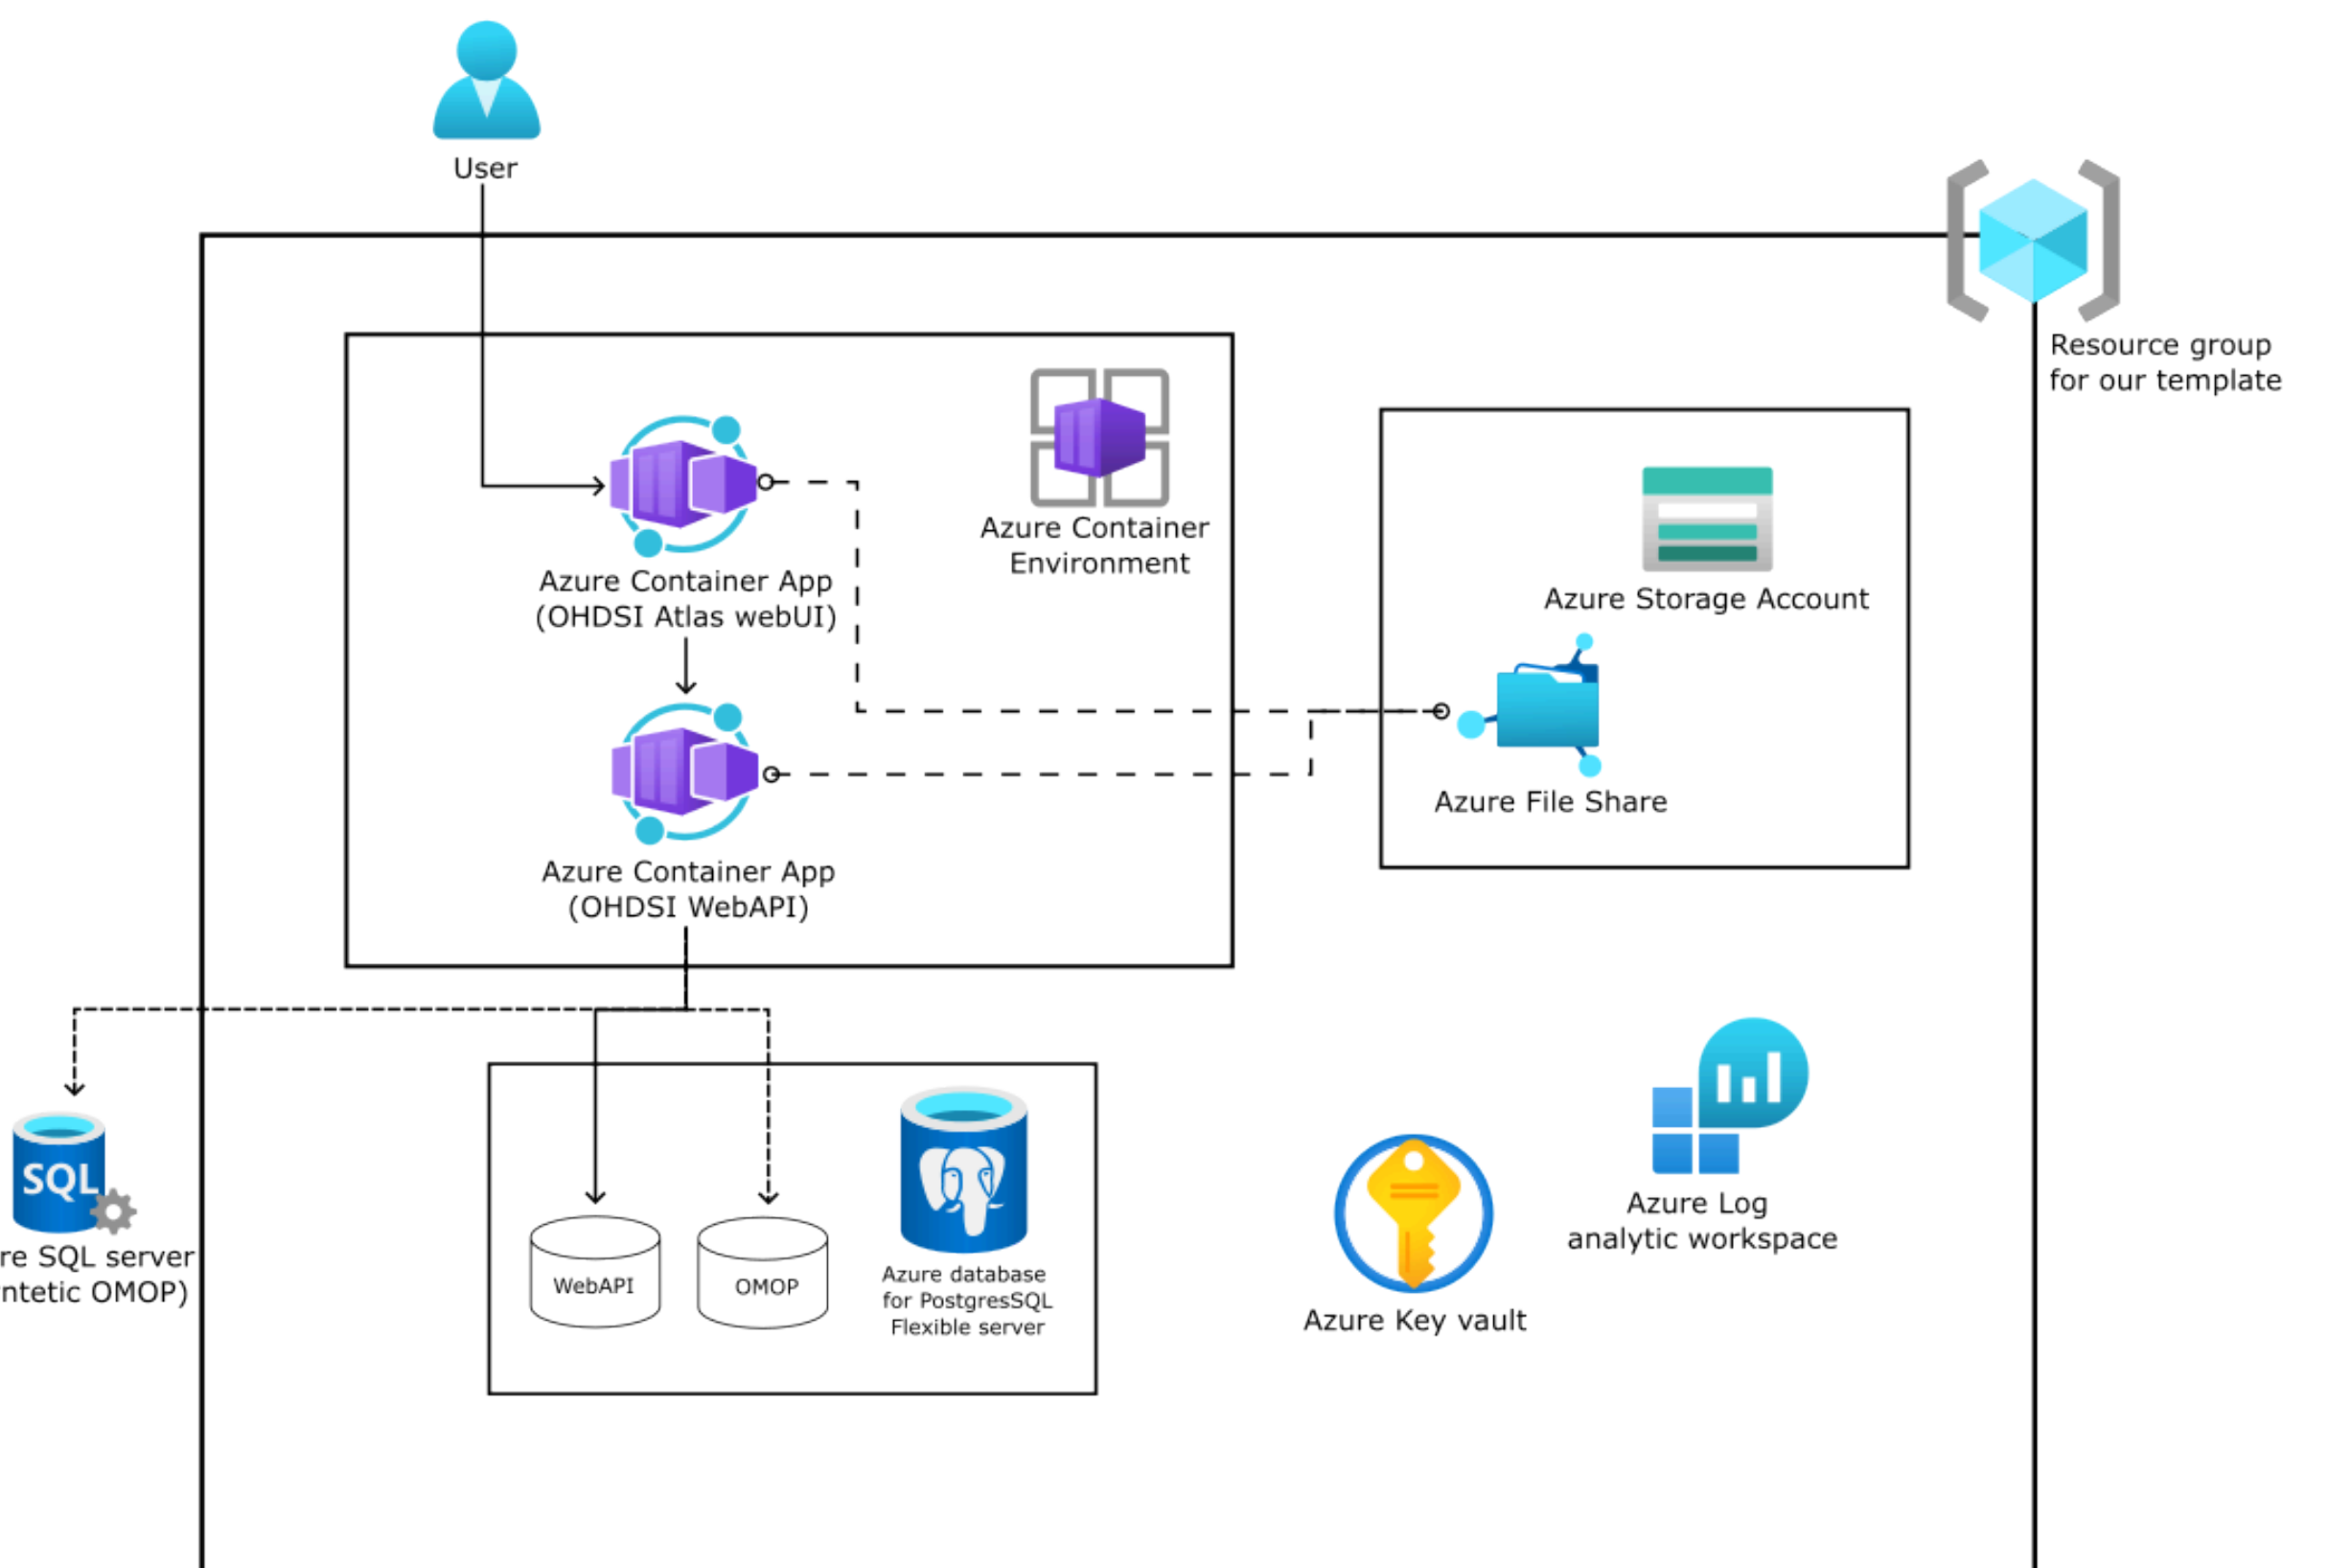 User
Resource group
for our template
Azure Container
Environment
Azure Container App
(OHDSI Atlas webUI)
Azure Storage Account
Azure File Share
Azure Container App
(OHDSI WebAPI)
SQL
re SQL server
ntetic OMOP)
WebAPI
OMOP
Azure database
for PostgresSQL
Flexible server
Azure Key vault
Azure Log
analytic workspace